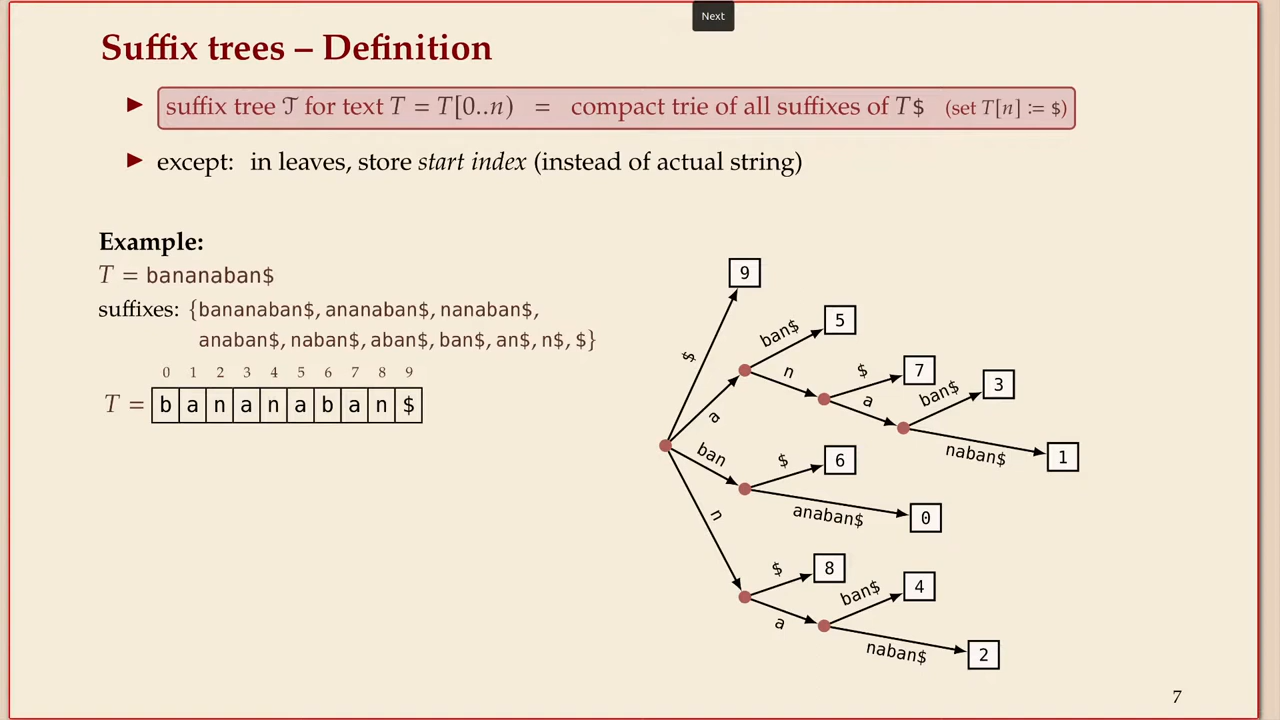 Next
Suffix trees – Definition
► suffix tree 𝒯 for text T = T[0..n) = compact trie of all suffixes of T$ (set T[n] := $)
► except: in leaves, store start index (instead of actual string)
Example:
T = bananaban$
suffixes: {bananaban$, ananaban$, nanaban$,
anaban$, naban$, aban$, ban$, an$, n$, $}
0 1 2 3 4 5 6 7 8 9
T = b a n a n a b a n $
9
$
ban$ 5
a
n
$ 7
a
ban$ 3
naban$ 1
ban
$ 6
anaban$ 0
n
$ 8
a
ban$ 4
naban$ 2
7